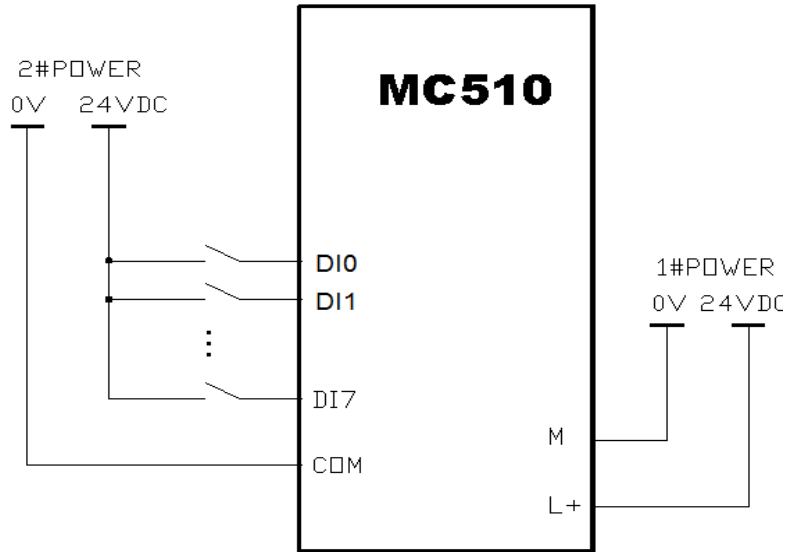 MC510
2#POWER
0V 24VDC
DI0
DI1
DI7
COM
1#POWER
0V 24VDC
M
L+